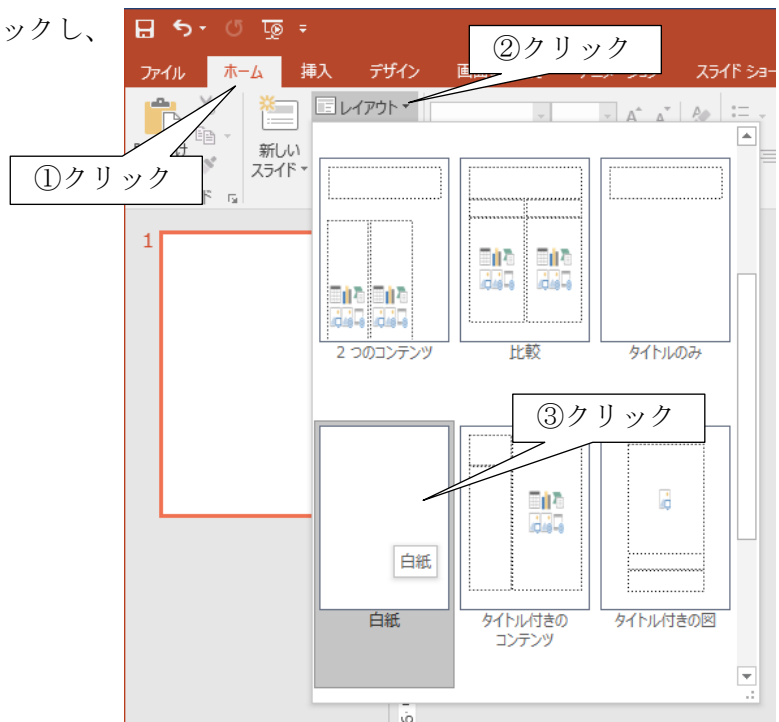 ックし、
②クリック
ファイル ホーム 挿入 デザイン スライド ショー
レイアウト
新しい
スライド
①クリック
1
2 つのコンテンツ 比較 タイトルのみ
③クリック
白紙
白紙 タイトル付きの
コンテンツ タイトル付きの図